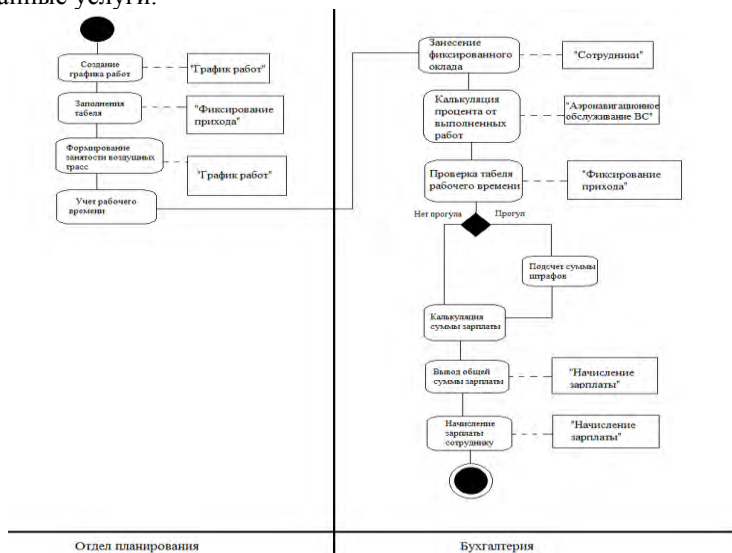 анные услуги.
Создание
графика работ
"График работ"
Заполнения
табеля
"Фиксирование
прихода"
Формирование
занятости воздушных
трасс
"График работ"
Учет рабочего
времени
Занесение
фиксированного
оклада
"Сотрудники"
Калькуляция
процента от
выполненных
работ
"Аэронавигационное
обслуживание ВС"
Проверка табеля
рабочего времени
"Фиксирование
прихода"
Нет прогула
Прогул
Подсчет суммы
штрафов
Калькуляция
суммы зарплаты
Вывод общей
суммы зарплаты
"Начисление
зарплаты"
Начисление
зарплаты
сотруднику
"Начисление
зарплаты"
Отдел планирования
Бухгалтерия